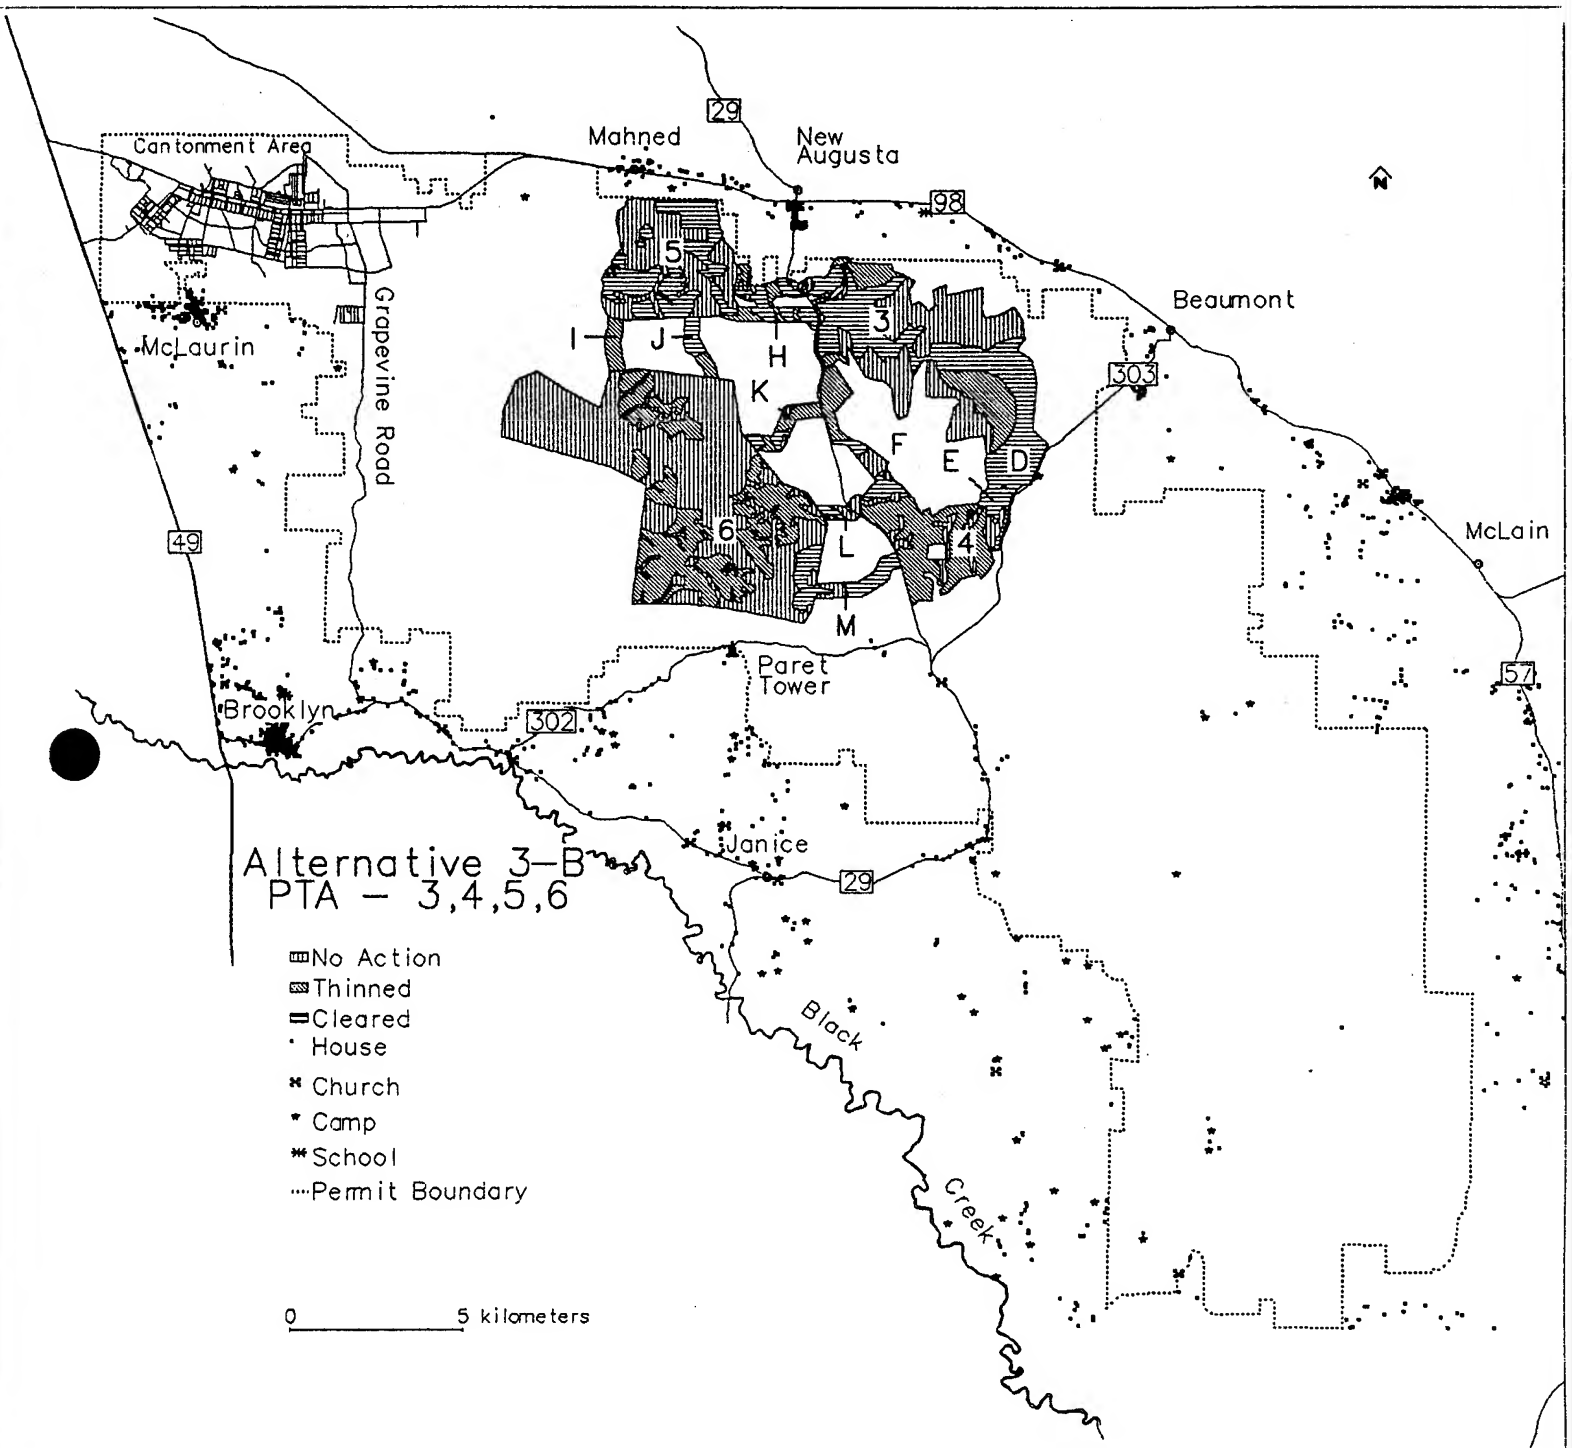 29
Mahned
New
Augusta
Cantonment Area
N
98
5
Beaumont
3
Grapevine Road
McLaurin
I
J
H
303
K
F
E
D
49
6
4
McLain
L
M
Paret
Tower
57
Brooklyn
302
Janice
29
Alternative 3-B
PTA - 3,4,5,6
No Action
Thinned
Cleared
House
Church
Camp
School
Permit Boundary
Black
Creek
0 5 kilometers